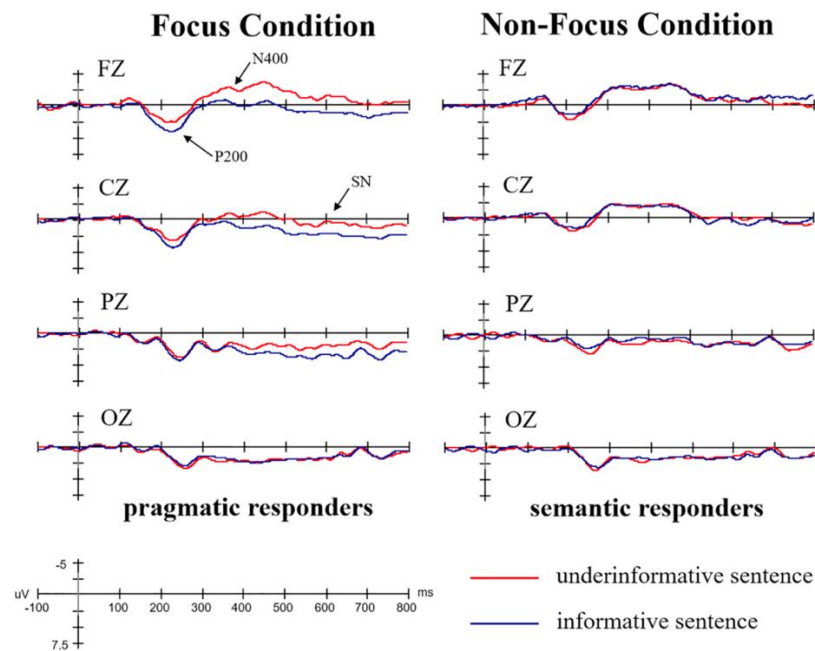 Focus Condition
Non-Focus Condition
FZ
N400
FZ
P200
CZ
SN
CZ
PZ
PZ
OZ
OZ
pragmatic responders
semantic responders
-5
uV
ms
-100 100 200 300 400 500 600 700 800
7.5
underinformative sentence
informative sentence